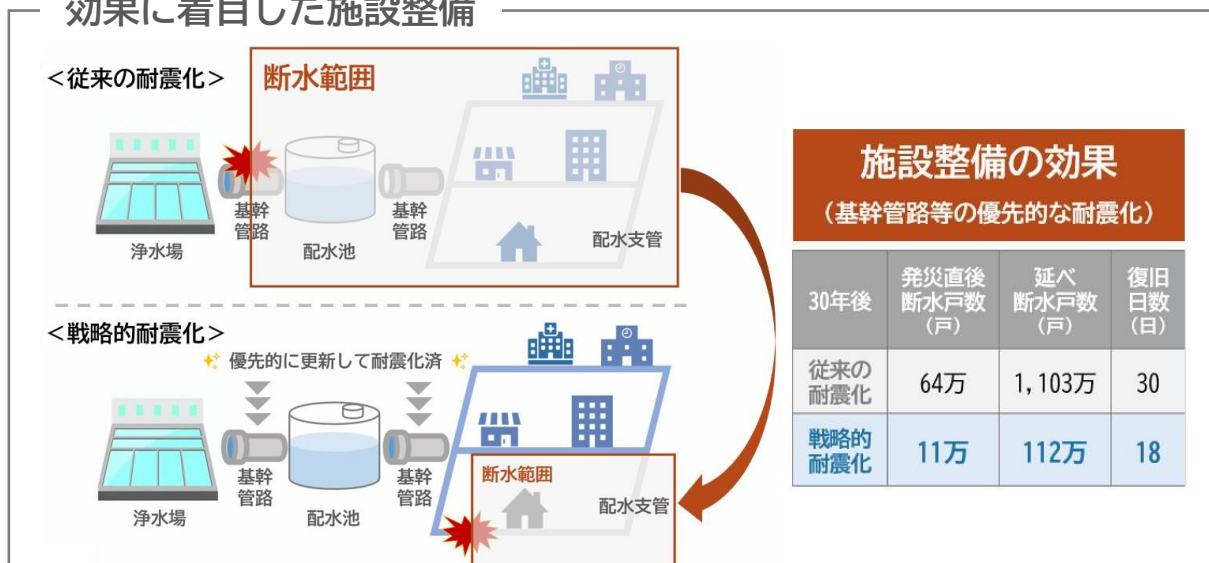 効果に着目した施設整備
＜従来の耐震化＞
断水範囲
浄水場
基幹
管路
配水池
基幹
管路
配水支管
＜戦略的耐震化＞
優先的に更新して耐震化済
浄水場
基幹
管路
配水池
基幹
管路
断水範囲
配水支管
施設整備の効果
（基幹管路等の優先的な耐震化）
30年後
発災直後
断水戸数
（戸）
延べ
断水戸数
（戸）
復旧
日数
（日）
従来の
耐震化
64万
1,103万
30
戦略的
耐震化
11万
112万
18